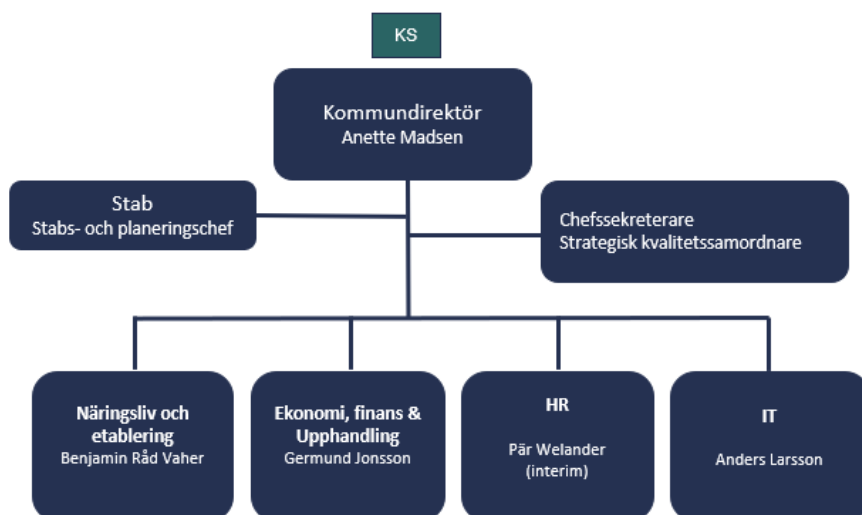 KS
Kommundirektör
Anette Madsen
Stab
Stabs- och planeringschef
Chefssekreterare
Strategisk kvalitetssamordnare
Näringsliv och
etablering
Benjamin Råd Vaher
Ekonomi, finans &
Upphandling
Germund Jonsson
HR
Pär Welander
(interim)
IT
Anders Larsson